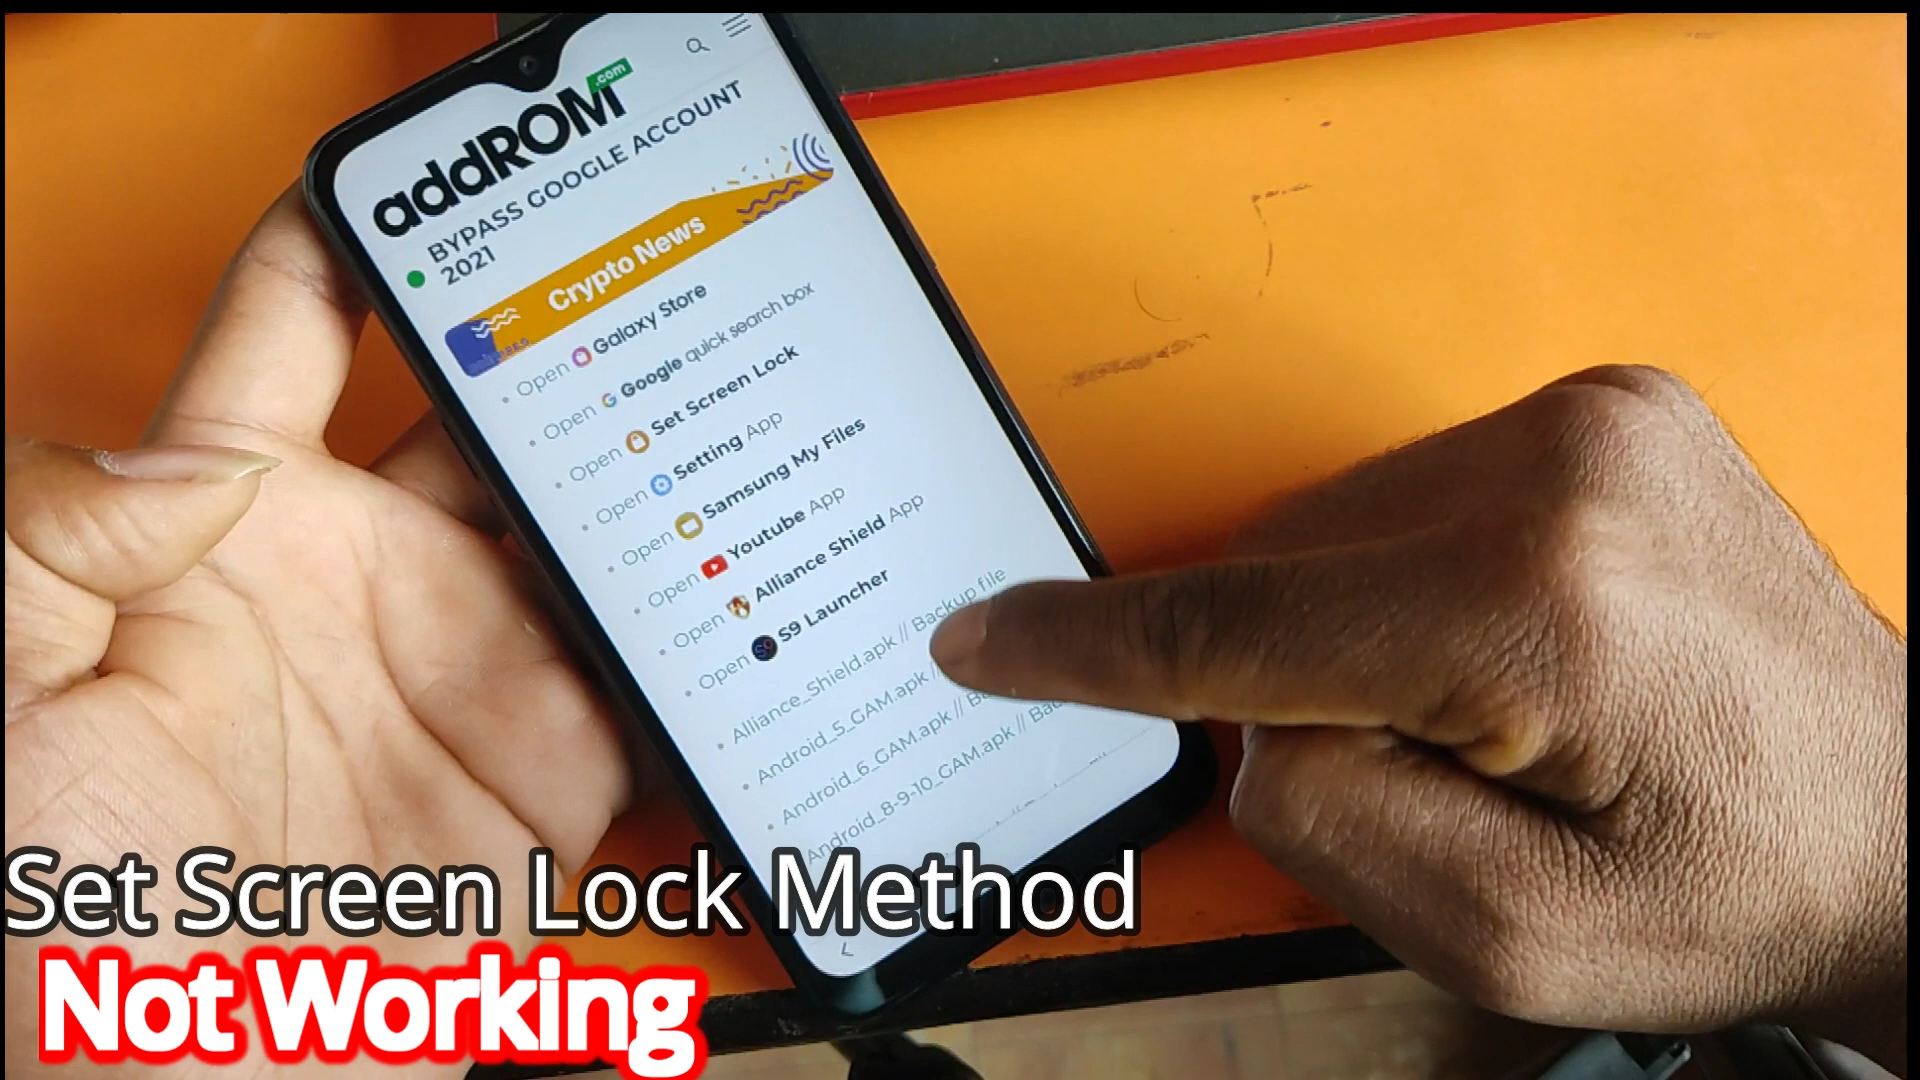 addROM
.com
BYPASS GOOGLE ACCOUNT
2021
Crypto News
Open Galaxy Store
Open G Google quick search box
Open Set Screen Lock
Open Setting App
Open Samsung My Files
Open Youtube App
Open Alliance Shield App
Open S9 S9 Launcher
Alliance_Shield.apk // Backup file
Android_5_GAM.apk //
Android_6_GAM.apk //
Android_8-9-10_GAM.apk //
Set Screen Lock Method
Not Working